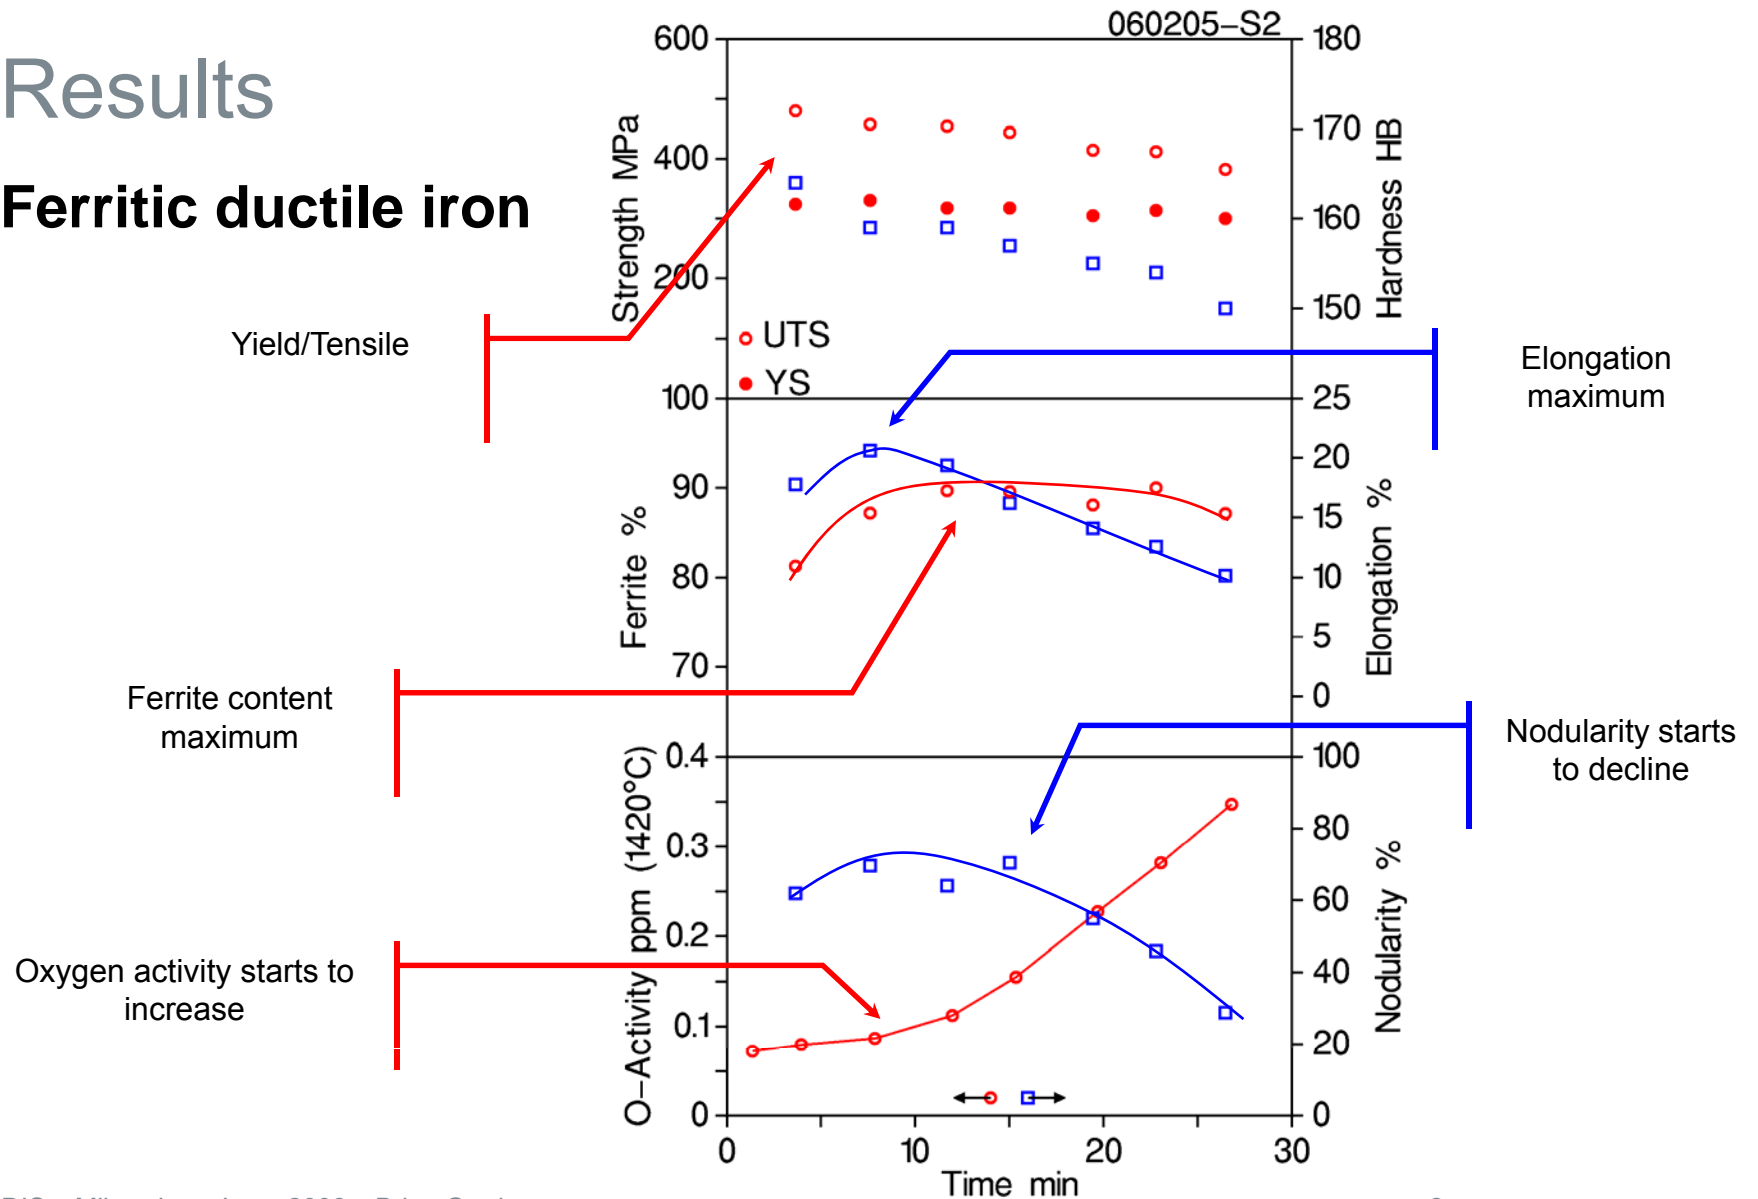 Results
Ferritic ductile iron
060205−S2
600
400
200
Strength MPa
180
170
160
150
Hardness HB
UTS
YS
Yield/Tensile
Elongation
maximum
100
90
80
70
Ferrite %
25
20
15
10
5
0
Elongation %
Ferrite content
maximum
Nodularity starts
to decline
0.4
0.3
0.2
0.1
0
O−Activity ppm (1420°C)
100
80
60
40
20
0
Nodularity %
Oxygen activity starts to
increase
0
10
20
30
Time min